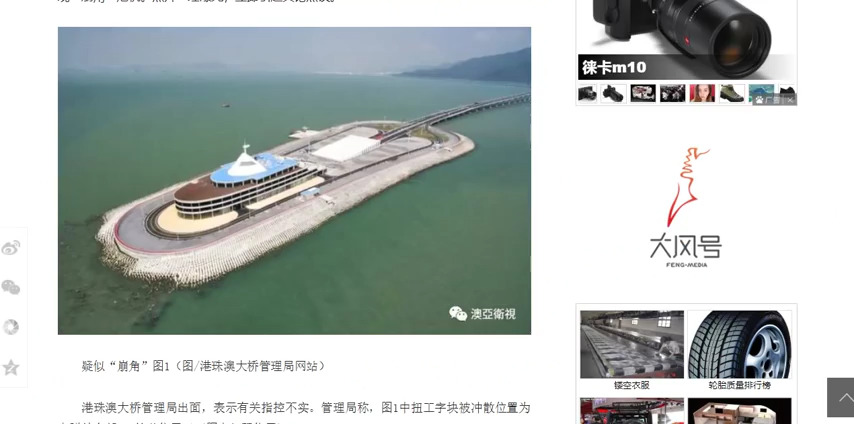 徕卡m10
广告
澳亞衛視
大风号
FENG-MEDIA
疑似“崩角”图1（图/港珠澳大桥管理局网站）
镂空衣服
轮胎质量排行榜
港珠澳大桥管理局出面，表示有关指控不实。管理局称，图1中扭工字块被冲散位置为